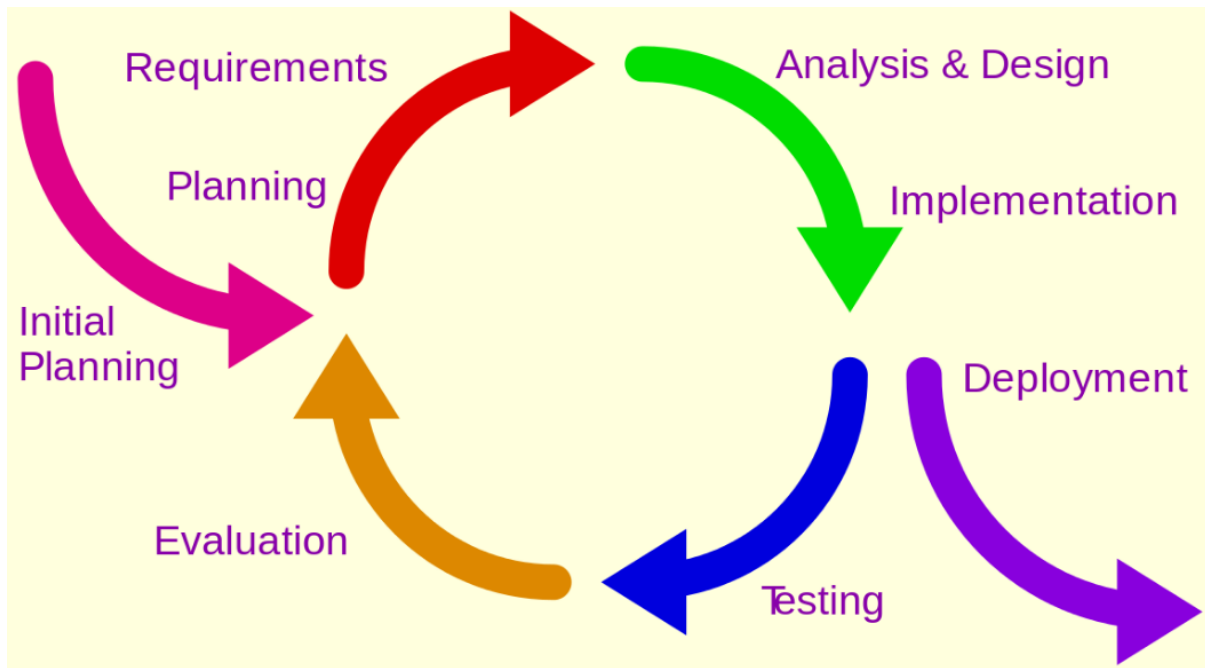 Requirements
Analysis & Design
Planning
Implementation
Initial
Planning
Deployment
Evaluation
Testing